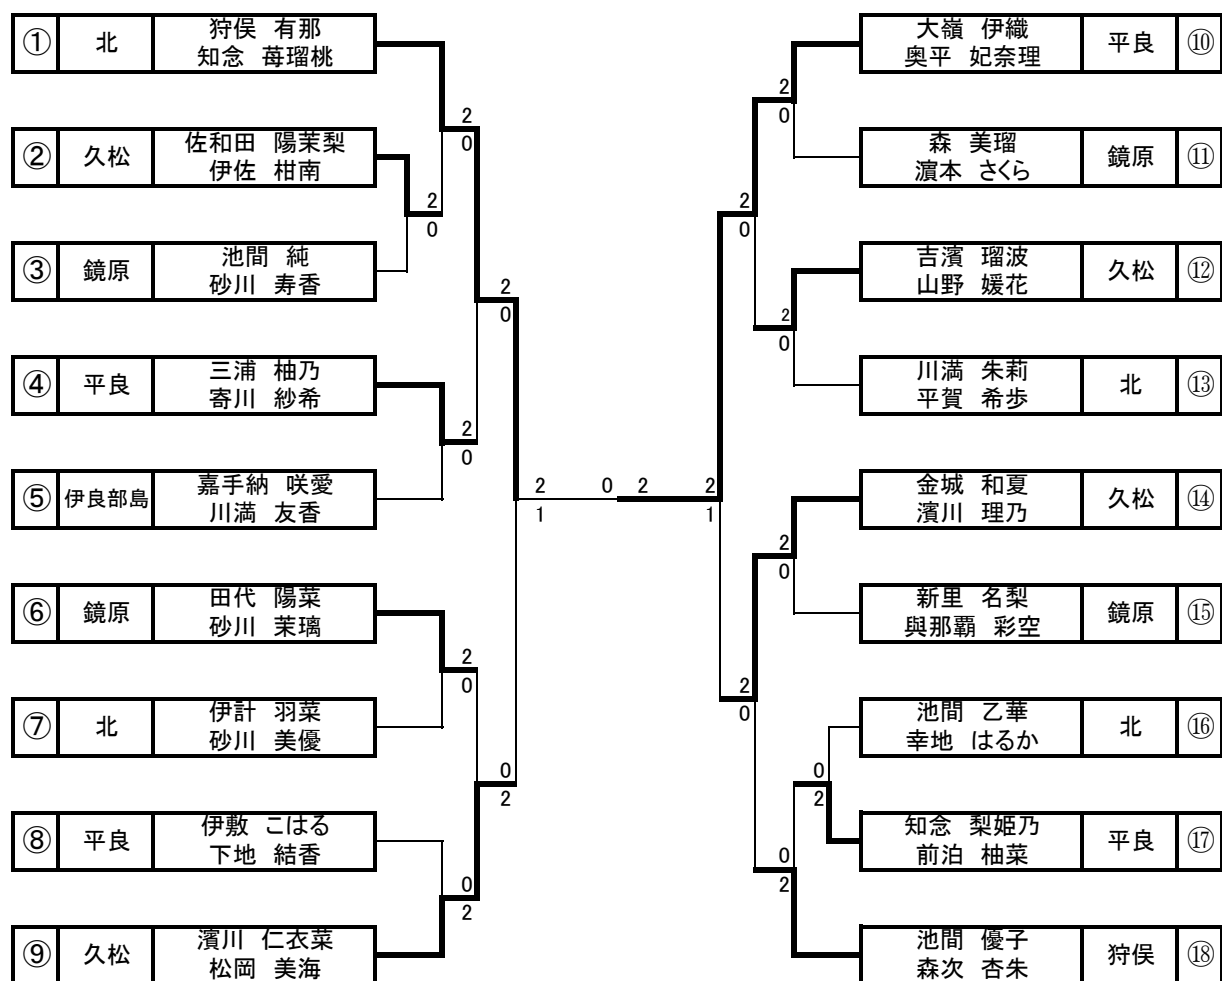 ① 北 狩俣 有那
知念 苺瑠桃
② 久松 佐和田 陽茉梨
伊佐 柑南
③ 鏡原 池間 純
砂川 寿香
④ 平良 三浦 柚乃
寄川 紗希
⑤ 伊良部島 嘉手納 咲愛
川満 友香
⑥ 鏡原 田代 陽菜
砂川 茉璃
⑦ 北 伊計 羽菜
砂川 美優
⑧ 平良 伊敷 こはる
下地 結香
⑨ 久松 濱川 仁衣菜
松岡 美海
2
0
2
0
2
0
2
0
2
0
0
2
0
2
2
1
0 2
2
1
2
0
2
0
2
0
2
0
2
0
0
2
0
2
大嶺 伊織 平良 ⑩
奥平 妃奈理
森 美瑠 鏡原 ⑪
濵本 さくら
吉濱 瑠波 久松 ⑫
山野 媛花
川満 朱莉 北 ⑬
平賀 希歩
金城 和夏 久松 ⑭
濱川 理乃
新里 名梨 鏡原 ⑮
與那覇 彩空
池間 乙華 北 ⑯
幸地 はるか
知念 梨姫乃 平良 ⑰
前泊 柚菜
池間 優子 狩俣 ⑱
森次 杏朱